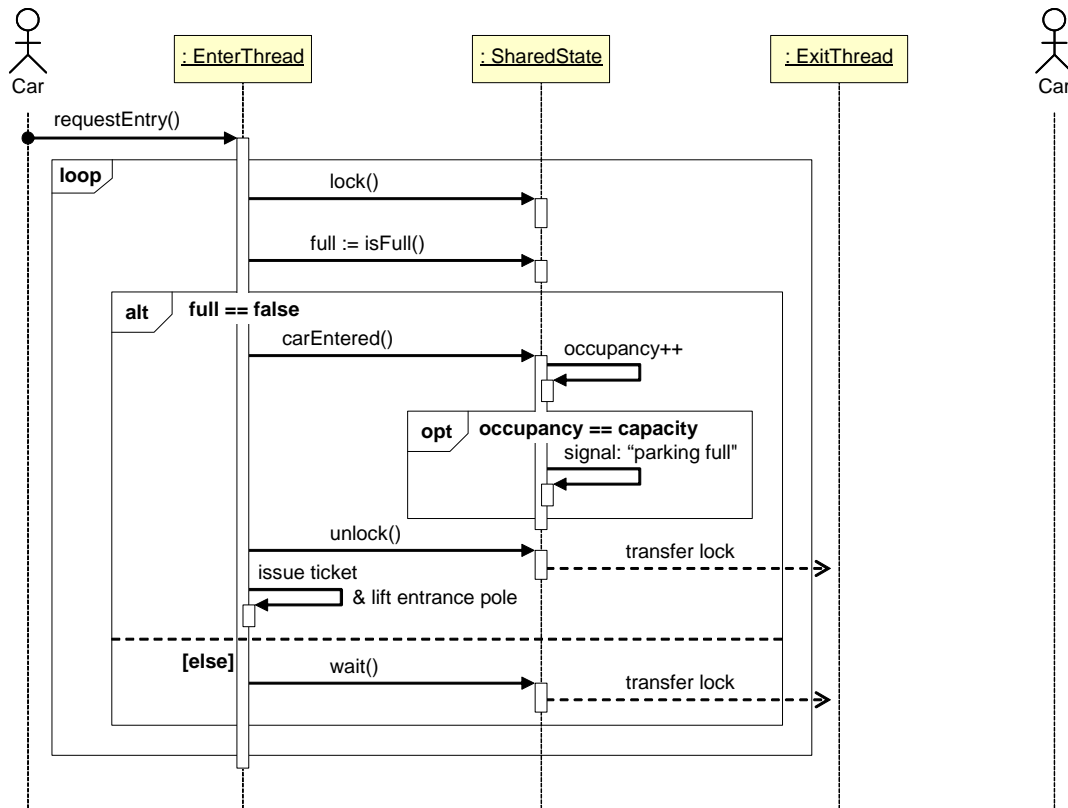 : EnterThread
: SharedState
: ExitThread
Car
Car
requestEntry()
loop
lock()
full := isFull()
alt
full == false
carEntered()
occupancy++
opt
occupancy == capacity
signal: “parking full"
unlock()
transfer lock
issue ticket
& lift entrance pole
[else]
wait()
transfer lock